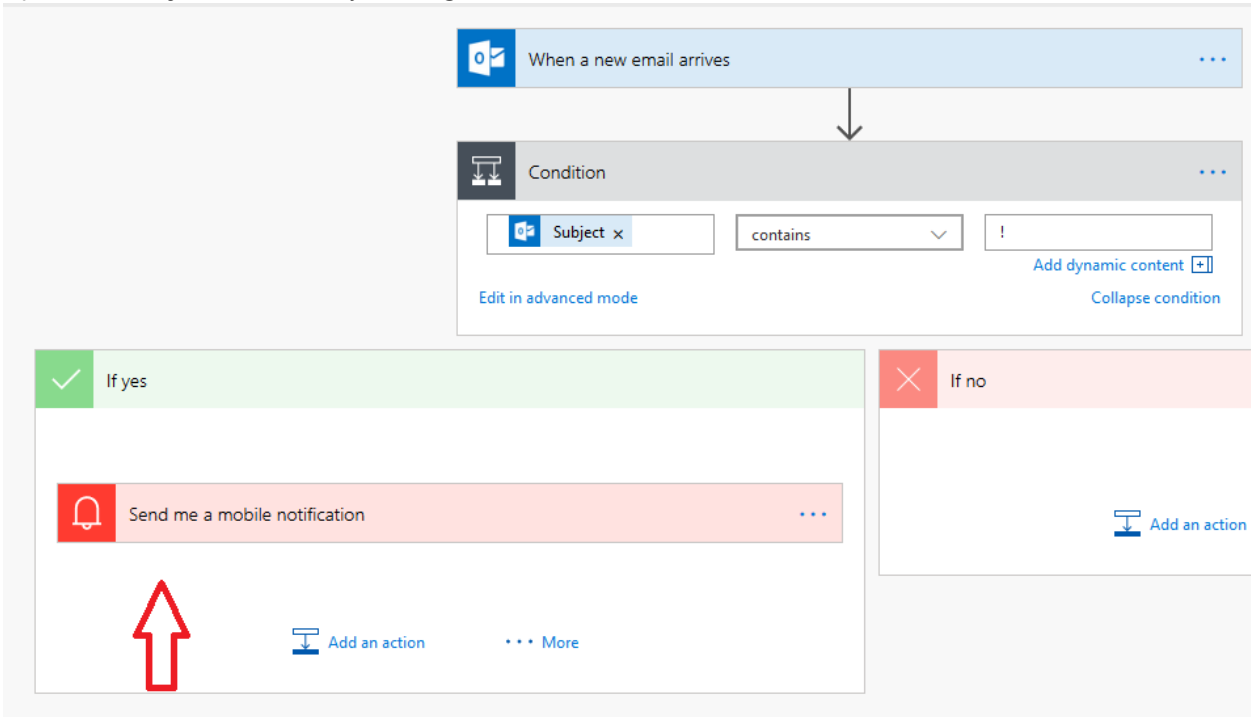 When a new email arrives
Condition
Subject x contains !
Add dynamic content
Edit in advanced mode Collapse condition
If yes If no
Send me a mobile notification
Add an action
Add an action ··· More